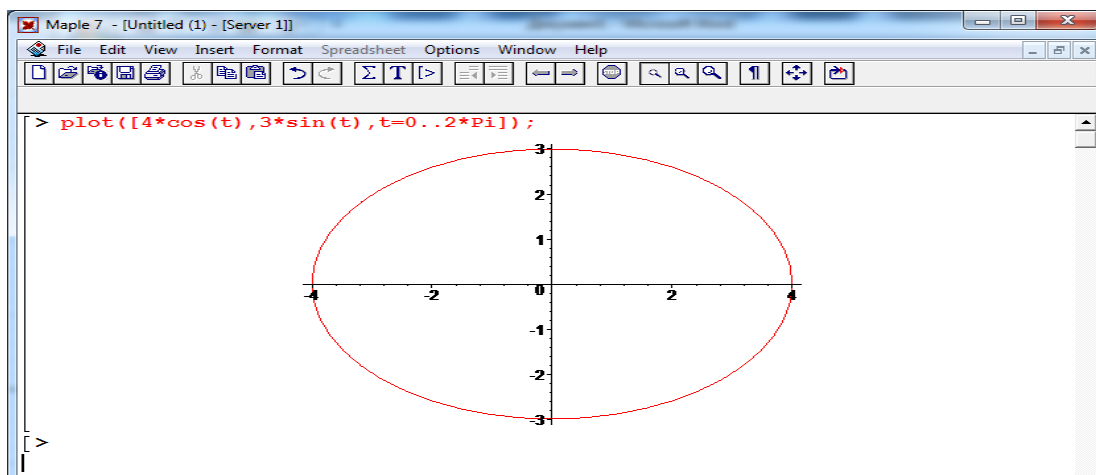 Maple 7 - [Untitled (1) - [Server 1]]
File Edit View Insert Format Spreadsheet Options Window Help
Σ T [>
[ > plot([4*cos(t),3*sin(t),t=0..2*Pi]);
3
2
1
-4 -2 0 2 4
-1
-2
-3
[ >